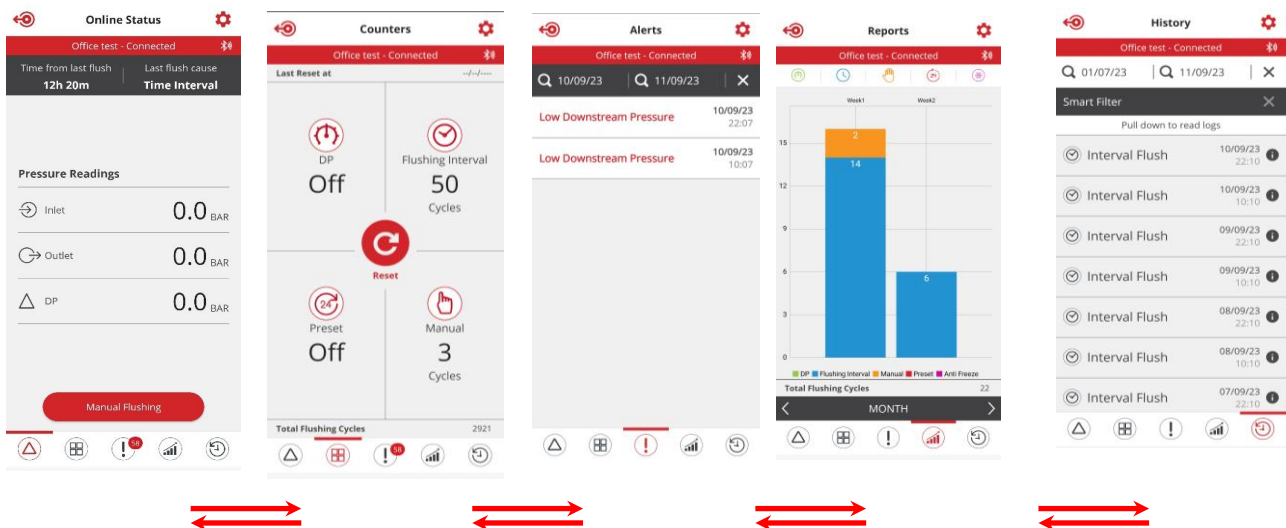 Online Status
Office test - Connected
Time from last flush
Last flush cause
12h 20m
Time Interval
Pressure Readings
Inlet
0.0 BAR
Outlet
0.0 BAR
DP
0.0 BAR
Manual Flushing
58
Counters
Office test - Connected
Last Reset at
--/--/----
DP
Off
Flushing Interval
50
Cycles
Reset
24
Preset
Off
Manual
3
Cycles
Total Flushing Cycles
2921
58
Alerts
Office test - Connected
10/09/23
11/09/23
Low Downstream Pressure
10/09/23
22:07
Low Downstream Pressure
10/09/23
10:07
Reports
Office test - Connected
Week1
Week2
15
12
9
6
3
0
2
14
6
DP Flushing Interval Manual Preset Anti Freeze
Total Flushing Cycles
22
MONTH
History
Office test - Connected
01/07/23
11/09/23
Smart Filter
Pull down to read logs
Interval Flush
10/09/23
22:10
Interval Flush
10/09/23
10:10
Interval Flush
09/09/23
22:10
Interval Flush
09/09/23
10:10
Interval Flush
08/09/23
22:10
Interval Flush
08/09/23
10:10
Interval Flush
07/09/23
22:10